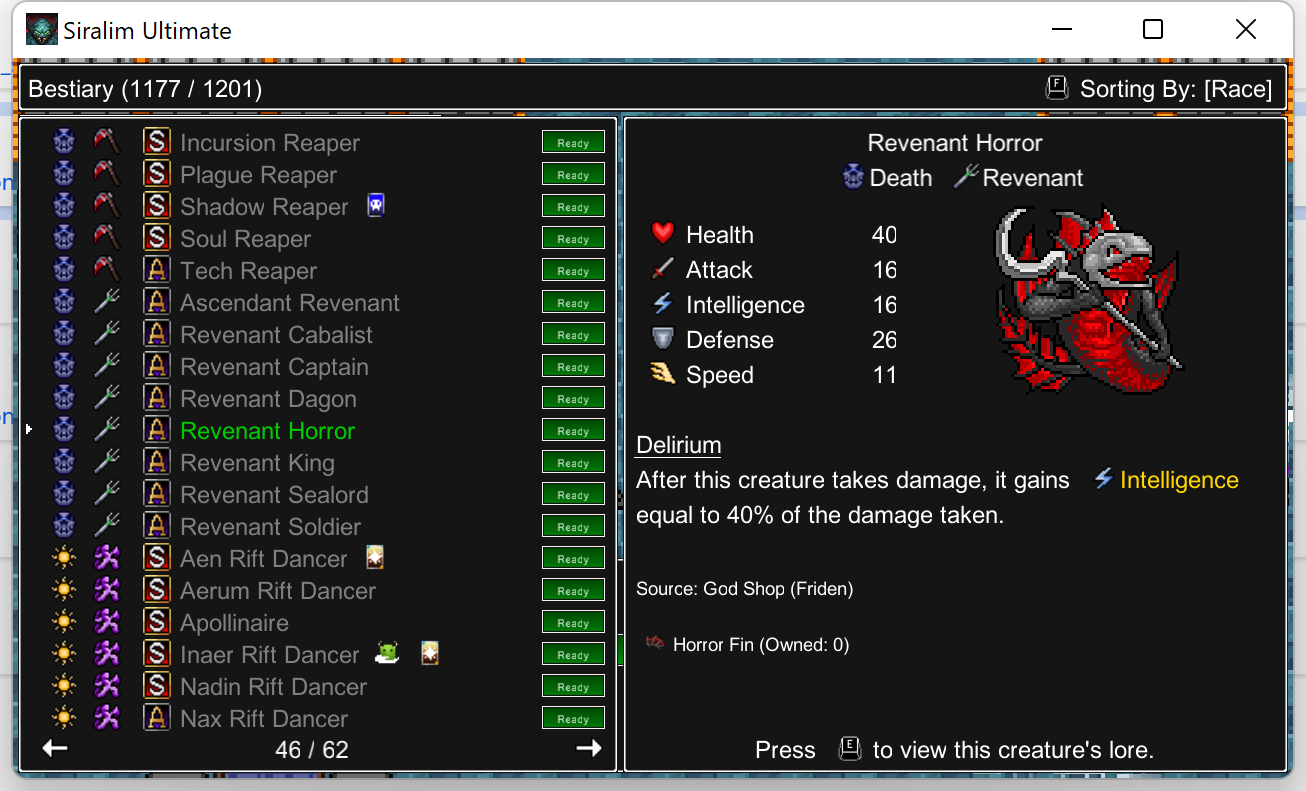 Siralim Ultimate
Bestiary (1177 / 1201)
F Sorting By: [Race]
S Incursion Reaper Ready
S Plague Reaper Ready
S Shadow Reaper Ready
S Soul Reaper Ready
A Tech Reaper Ready
A Ascendant Revenant Ready
A Revenant Cabalist Ready
A Revenant Captain Ready
A Revenant Dagon Ready
A Revenant Horror Ready
A Revenant King Ready
A Revenant Sealord Ready
A Revenant Soldier Ready
S Aen Rift Dancer Ready
S Aerum Rift Dancer Ready
S Apollinaire Ready
S Inaer Rift Dancer Ready
S Nadin Rift Dancer Ready
A Nax Rift Dancer Ready
46 / 62
Revenant Horror
Death Revenant
Health 40
Attack 16
Intelligence 16
Defense 26
Speed 11
Delirium
After this creature takes damage, it gains Intelligence
equal to 40% of the damage taken.
Source: God Shop (Friden)
Horror Fin (Owned: 0)
Press E to view this creature's lore.